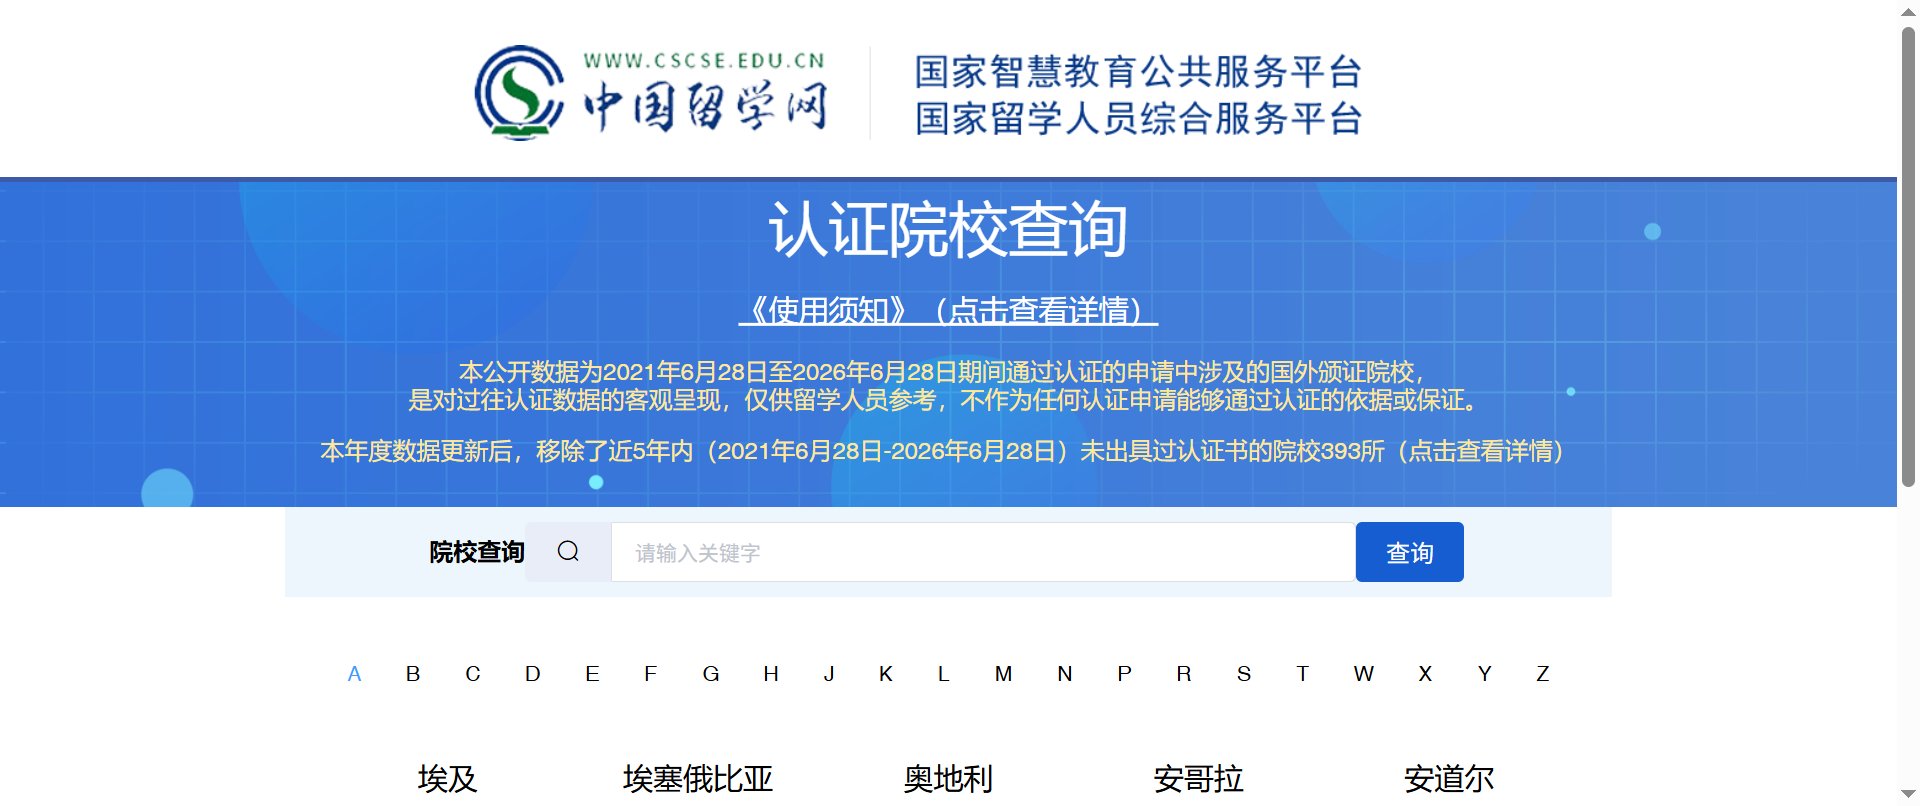 WWW.CSCSE.EDU.CN
中国留学网
国家智慧教育公共服务平台
国家留学人员综合服务平台
认证院校查询
《使用须知》（点击查看详情）
本公开数据为2021年6月28日至2026年6月28日期间通过认证的申请中涉及的国外颁证院校，
是对过往认证数据的客观呈现，仅供留学人员参考，不作为任何认证申请能够通过认证的依据或保证。
本年度数据更新后，移除了近5年内（2021年6月28日-2026年6月28日）未出具过认证书的院校393所（点击查看详情）
院校查询 请输入关键字 查询
A B C D E F G H J K L M N P R S T W X Y Z
埃及 埃塞俄比亚 奥地利 安哥拉 安道尔